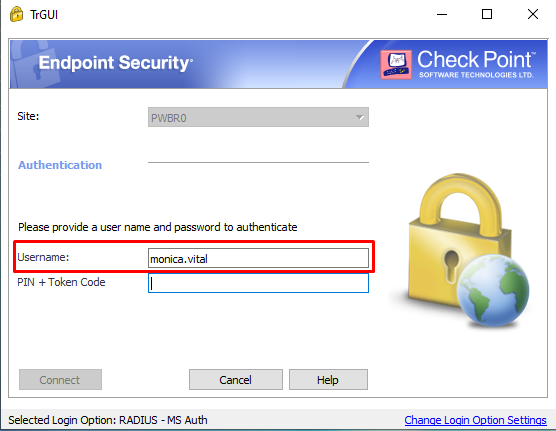 TrGUI
Endpoint Security
Check Point
SOFTWARE TECHNOLOGIES LTD.
Site:
PWBR0
Authentication
Please provide a user name and password to authenticate
Username:
monica.vital
PIN + Token Code
Connect
Cancel
Help
Selected Login Option: RADIUS - MS Auth
Change Login Option Settings